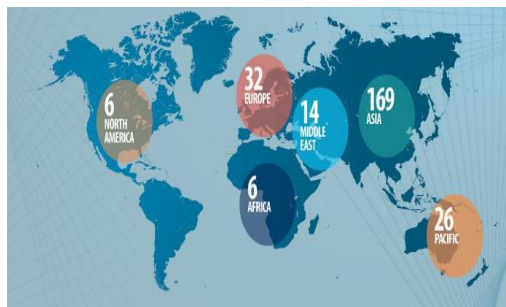 6
NORTH
AMERICA
32
EUROPE
14
MIDDLE
EAST
169
ASIA
6
AFRICA
26
PACIFIC